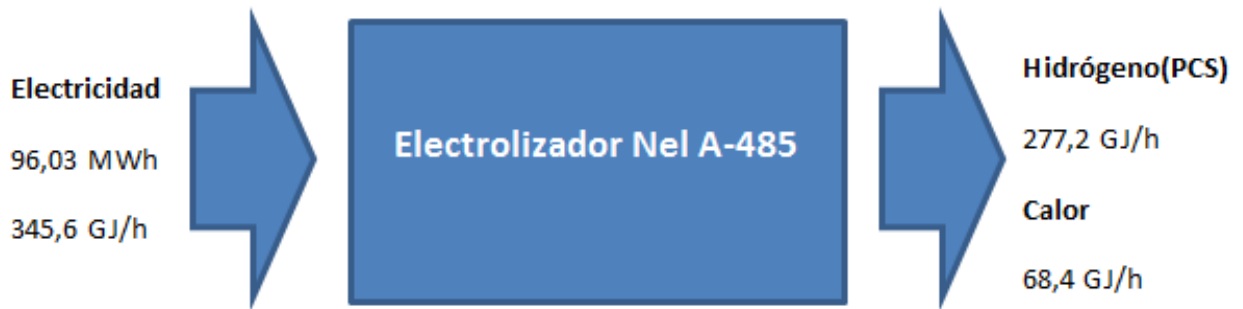 Electricidad
96,03 MWh
345,6 GJ/h
Electrolizador Nel A-485
Hidrógeno(PCS)
277,2 GJ/h
Calor
68,4 GJ/h